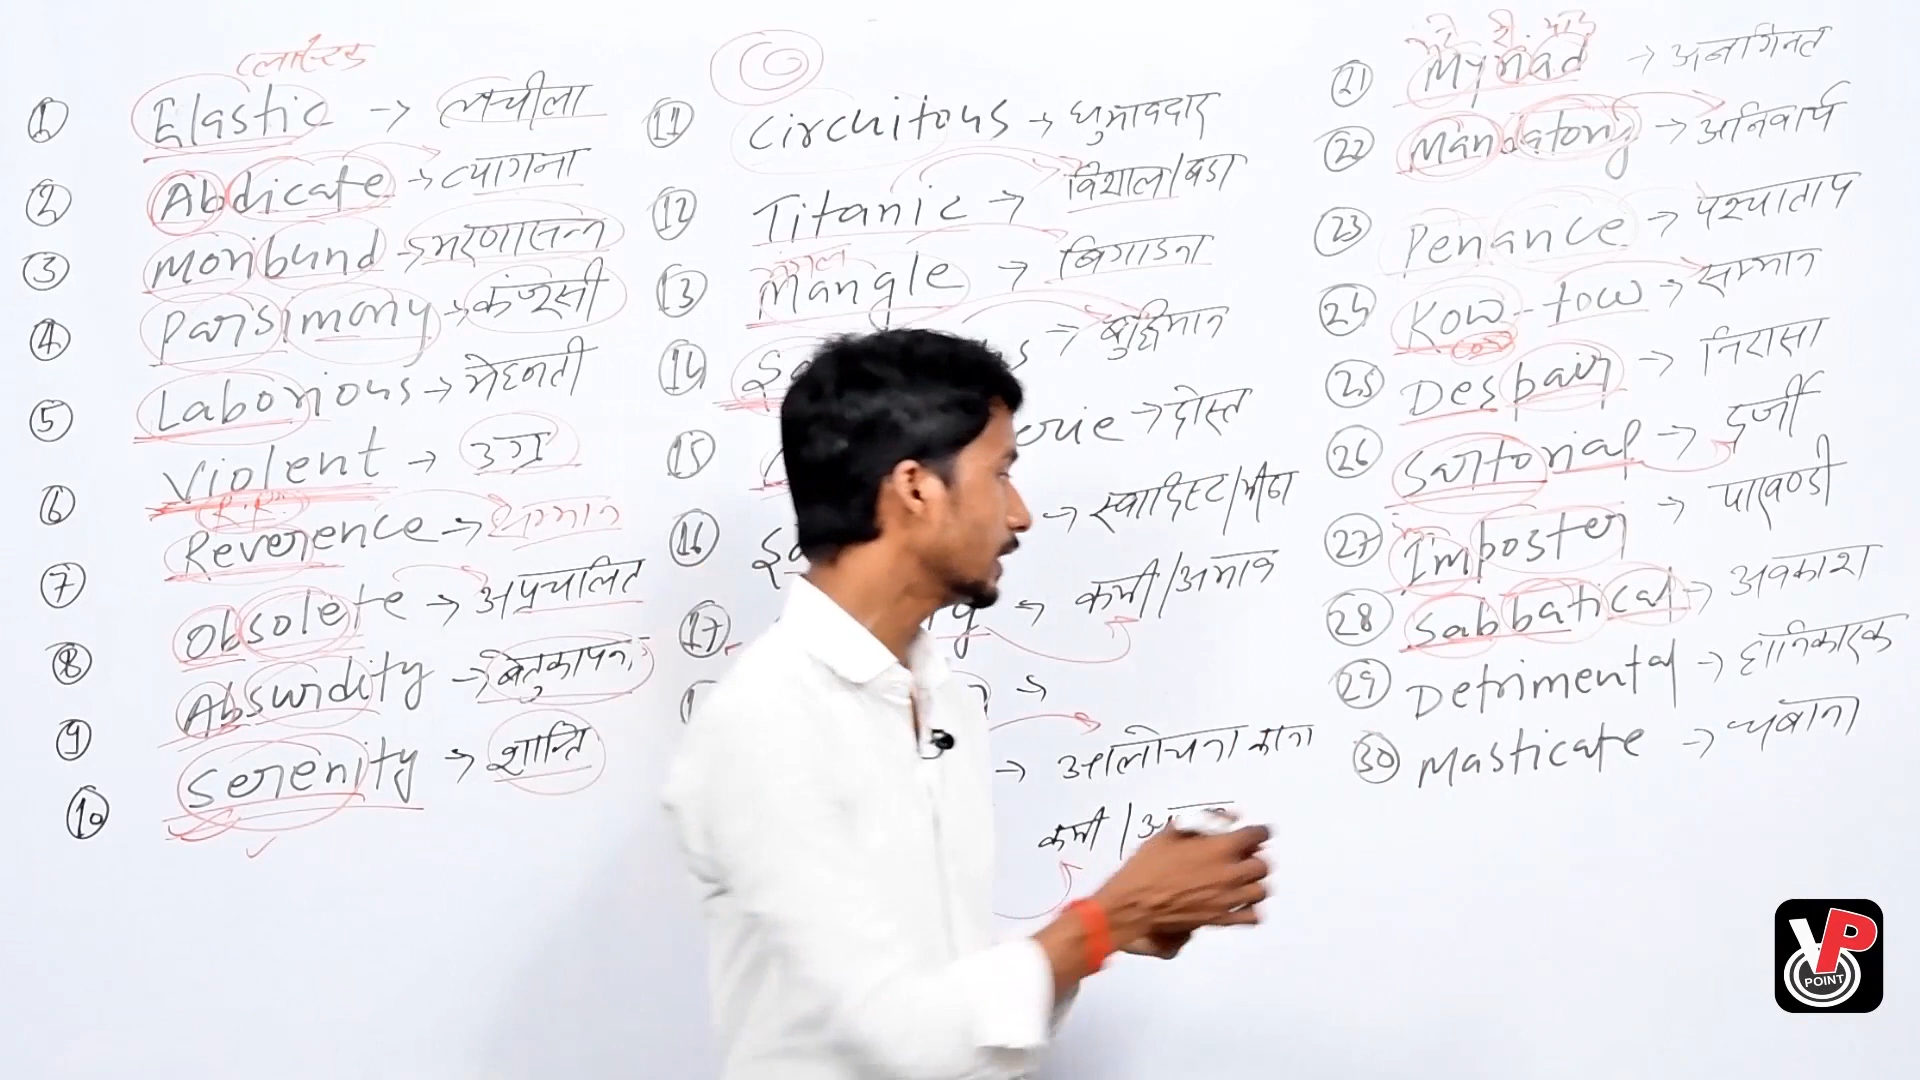 लास्टिक
① Elastic → लचीला
② Abdicate → त्यागना
③ Moribund → मरणासन्न
④ Parsimony → कंजूसी
⑤ Laborious → मेहनती
⑥ Violent → उग्र
R.R.
⑦ Reverence → सम्मान
⑧ Obsolete → अप्रचलित
⑨ Absurdity → बेतुकापन
⑩ Serenity → शान्ति
⑪ Circuitous → घुमावदार
⑫ Titanic → विशाल/बडा
मंगल
⑬ Mangle → बिगाडना
⑭ → बुद्धिमान
⑮ → दोस्त
⑯ → स्वादिस्ट/मीठा
⑰ → कमी/अभाव
→
→ आलोचना करना
कमी/
㉑ Myriad → अनगिनत
㉒ Mandatory → अनिवार्य
㉓ Penance → पश्चाताप
㉔ Kow-tow → सम्मान
㉕ Despair → निरासा
㉖ Sartorial → दर्जी
㉗ Imposter → पाखण्डी
㉘ Sabbatical → अवकाश
㉙ Detrimental → हानिकारक
㉚ Masticate → चबाना
VP
POINT